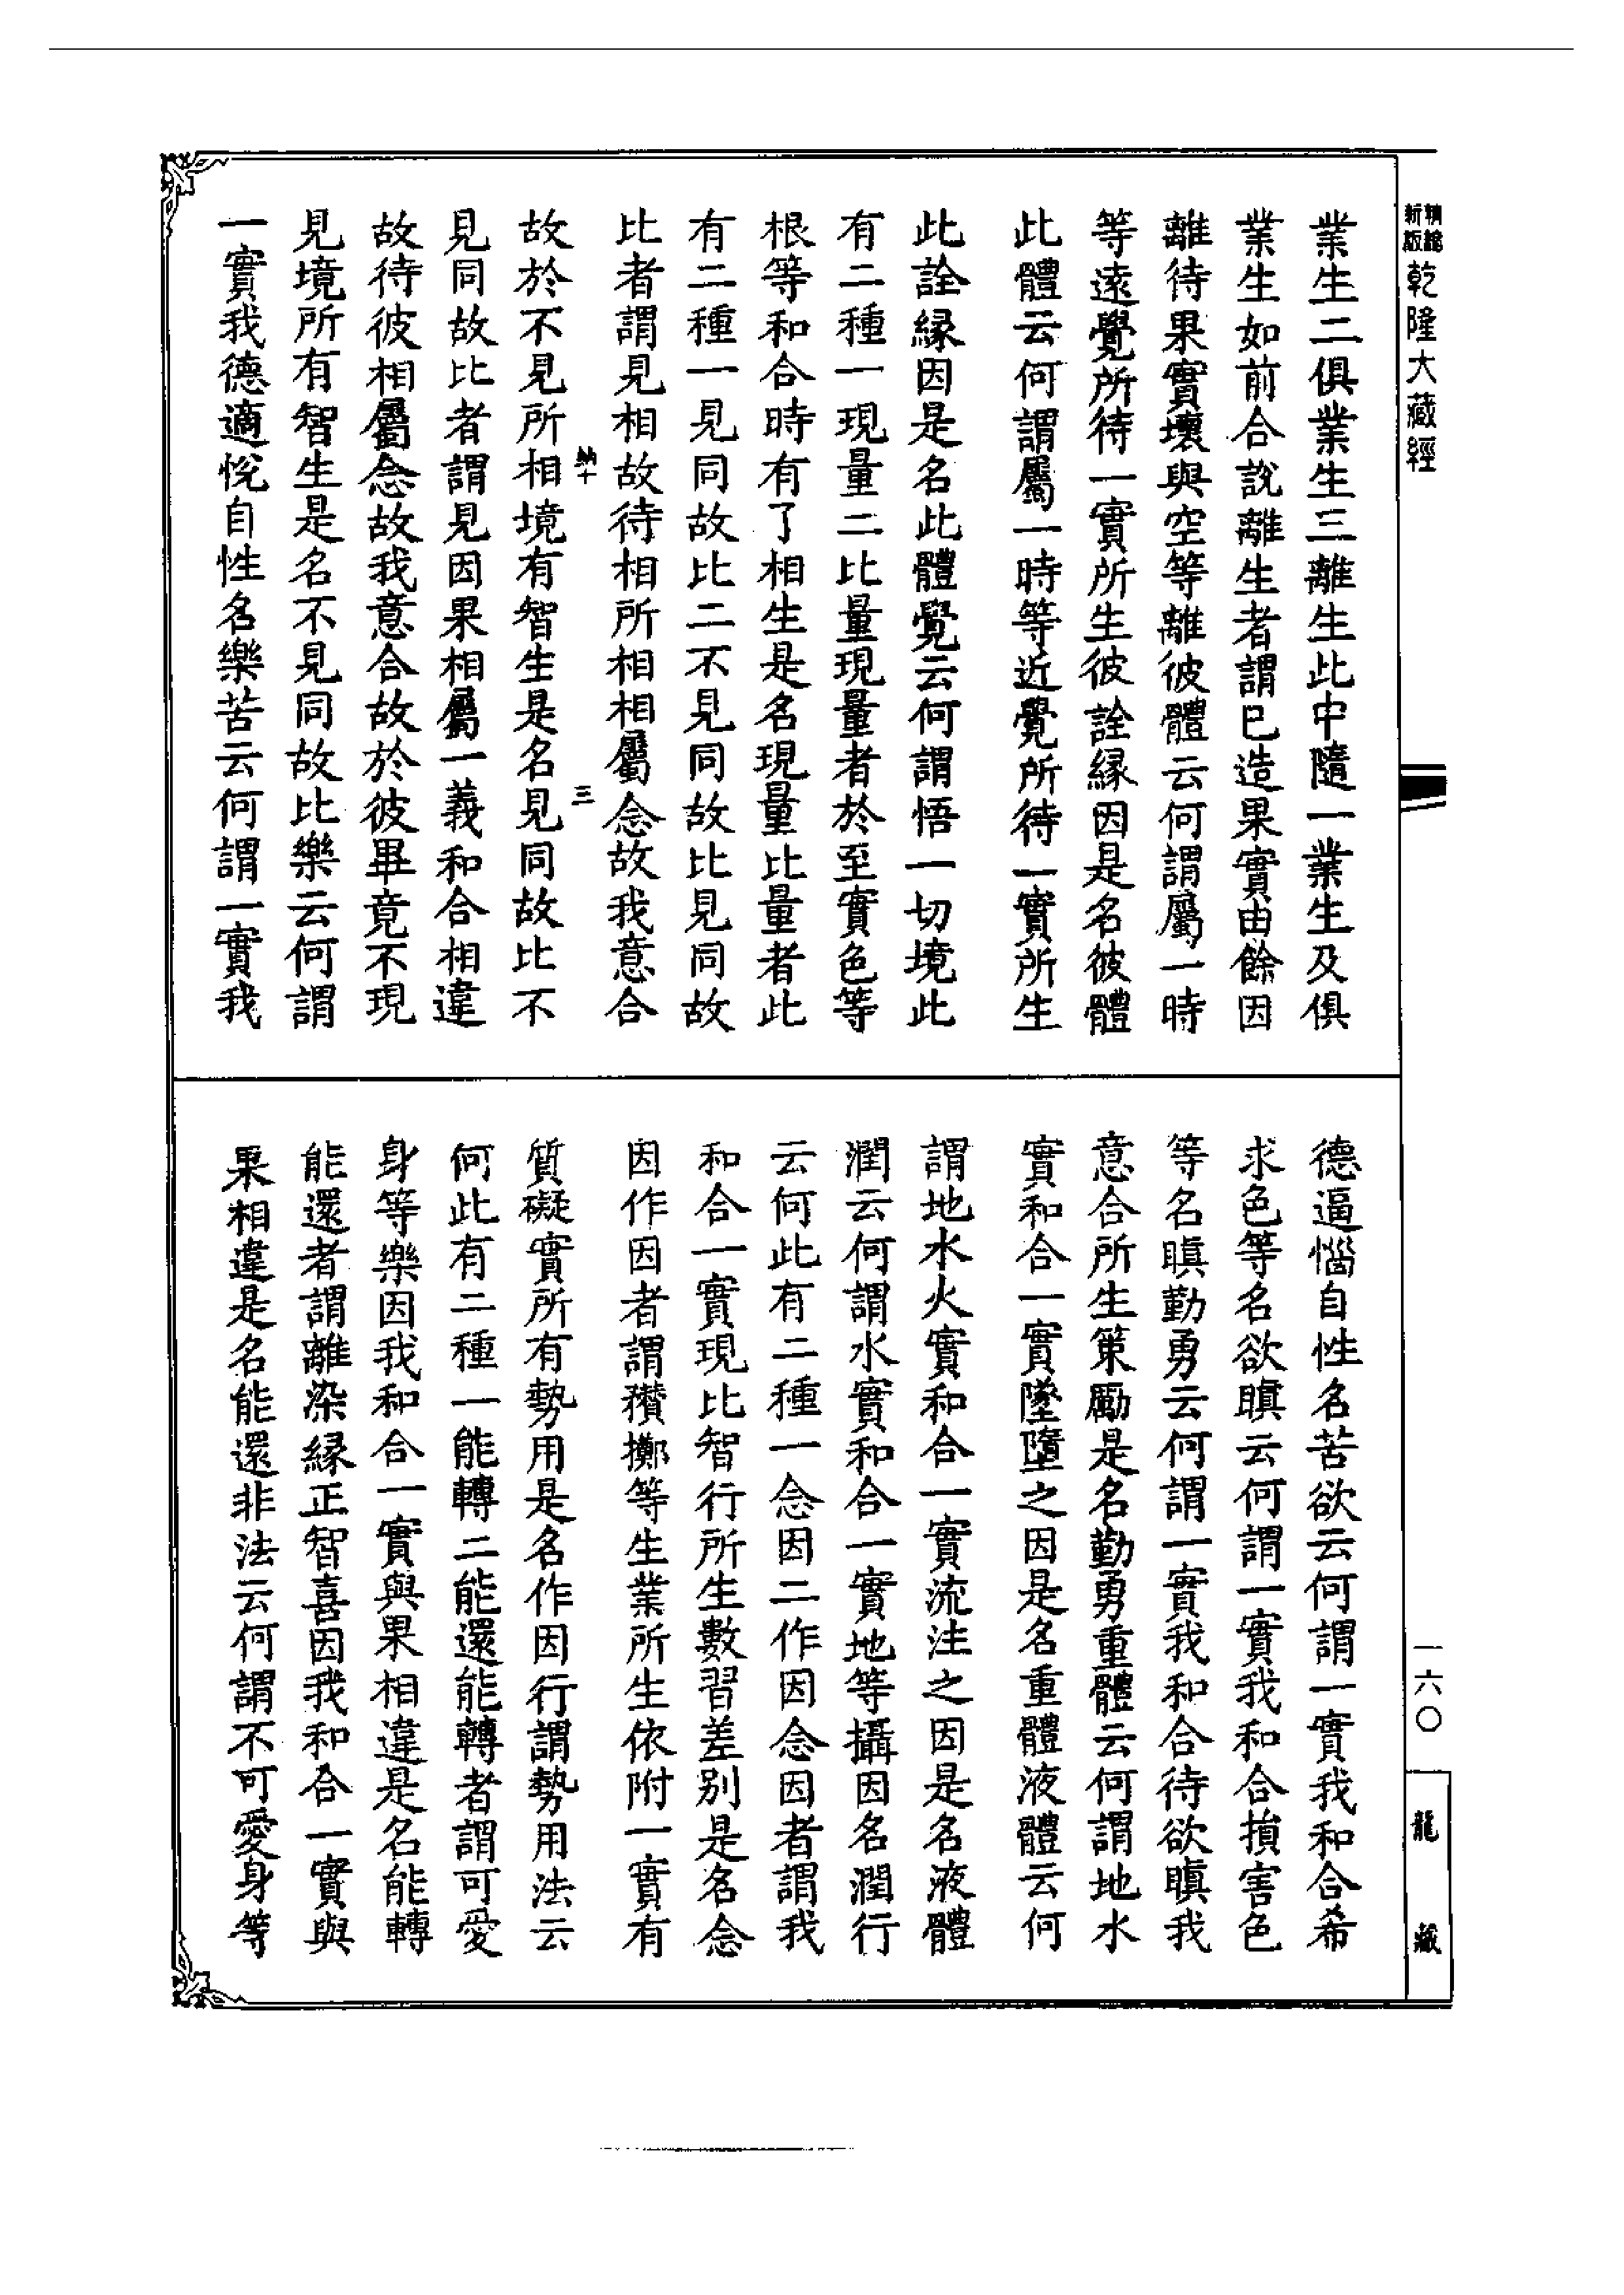 精縮
新版
乾隆大藏經
業生二俱業生三離生此中隨一業生及俱
業生如前合說離生者謂巳造果實由餘因
離待果實壞與空等離彼體云何謂屬一時
等遠覺所待一實所生彼詮緣因是名彼體
此體云何謂屬一時等近覺所待一實所生
此詮緣因是名此體覺云何謂悟一切境此
有二種一現量二比量現量者於至實色等
根等和合時有了相生是名現量比量者此
有二種一見同故比二不見同故比見同故
比者謂見相故待相所相相屬念故我意合
納十
三
故於不見所相境有智生是名見同故比不
見同故比者謂見因果相屬一義和合相違
故待彼相屬念故我意合故於彼畢竟不現
見境所有智生是名不見同故比樂云何謂
一實我德適悅自性名樂苦云何謂一實我
德逼惱自性名苦欲云何謂一實我和合希
求色等名欲瞋云何謂一實我和合損害色
等名瞋勤勇云何謂一實我和合待欲瞋我
意合所生策勵是名勤勇重體云何謂地水
實和合一實墜墮之因是名重體液體云何
謂地水火實和合一實流注之因是名液體
潤云何謂水實和合一實地等攝因名潤行
云何此有二種一念因二作因念因者謂我
和合一實現比智行所生數習差別是名念
因作因者謂攢擲等生業所生依附一實有
質礙實所有勢用是名作因行謂勢用法云
何此有二種一能轉二能還能轉者謂可愛
身等樂因我和合一實與果相違是名能轉
能還者謂離染緣正智喜因我和合一實與
果相違是名能還非法云何謂不可愛身等
一六〇
龍藏